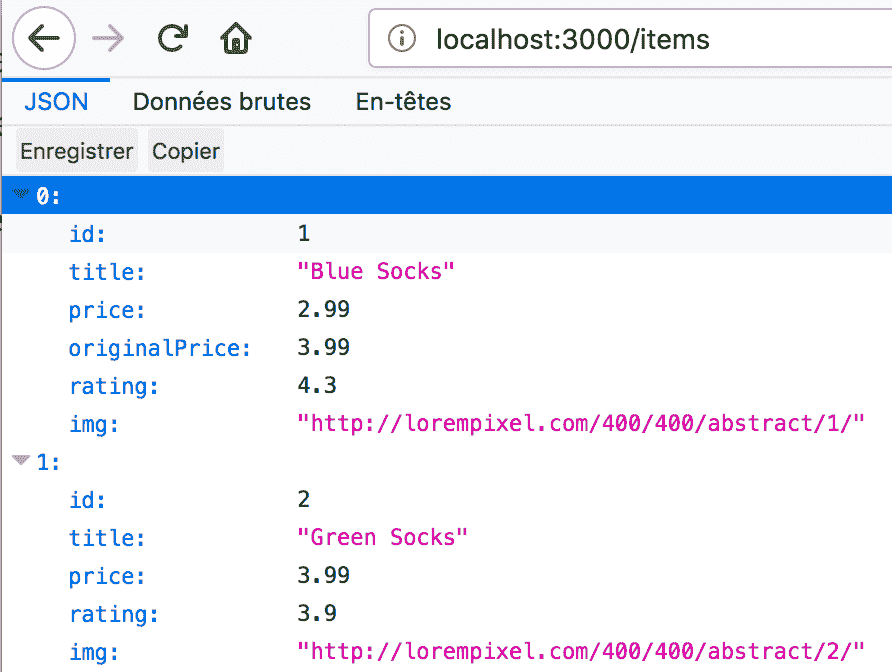 localhost:3000/items
JSON Données brutes En-têtes
Enregistrer Copier
0:
id: 1
title: "Blue Socks"
price: 2.99
originalPrice: 3.99
rating: 4.3
img: "http://lorempixel.com/400/400/abstract/1/"
1:
id: 2
title: "Green Socks"
price: 3.99
rating: 3.9
img: "http://lorempixel.com/400/400/abstract/2/"